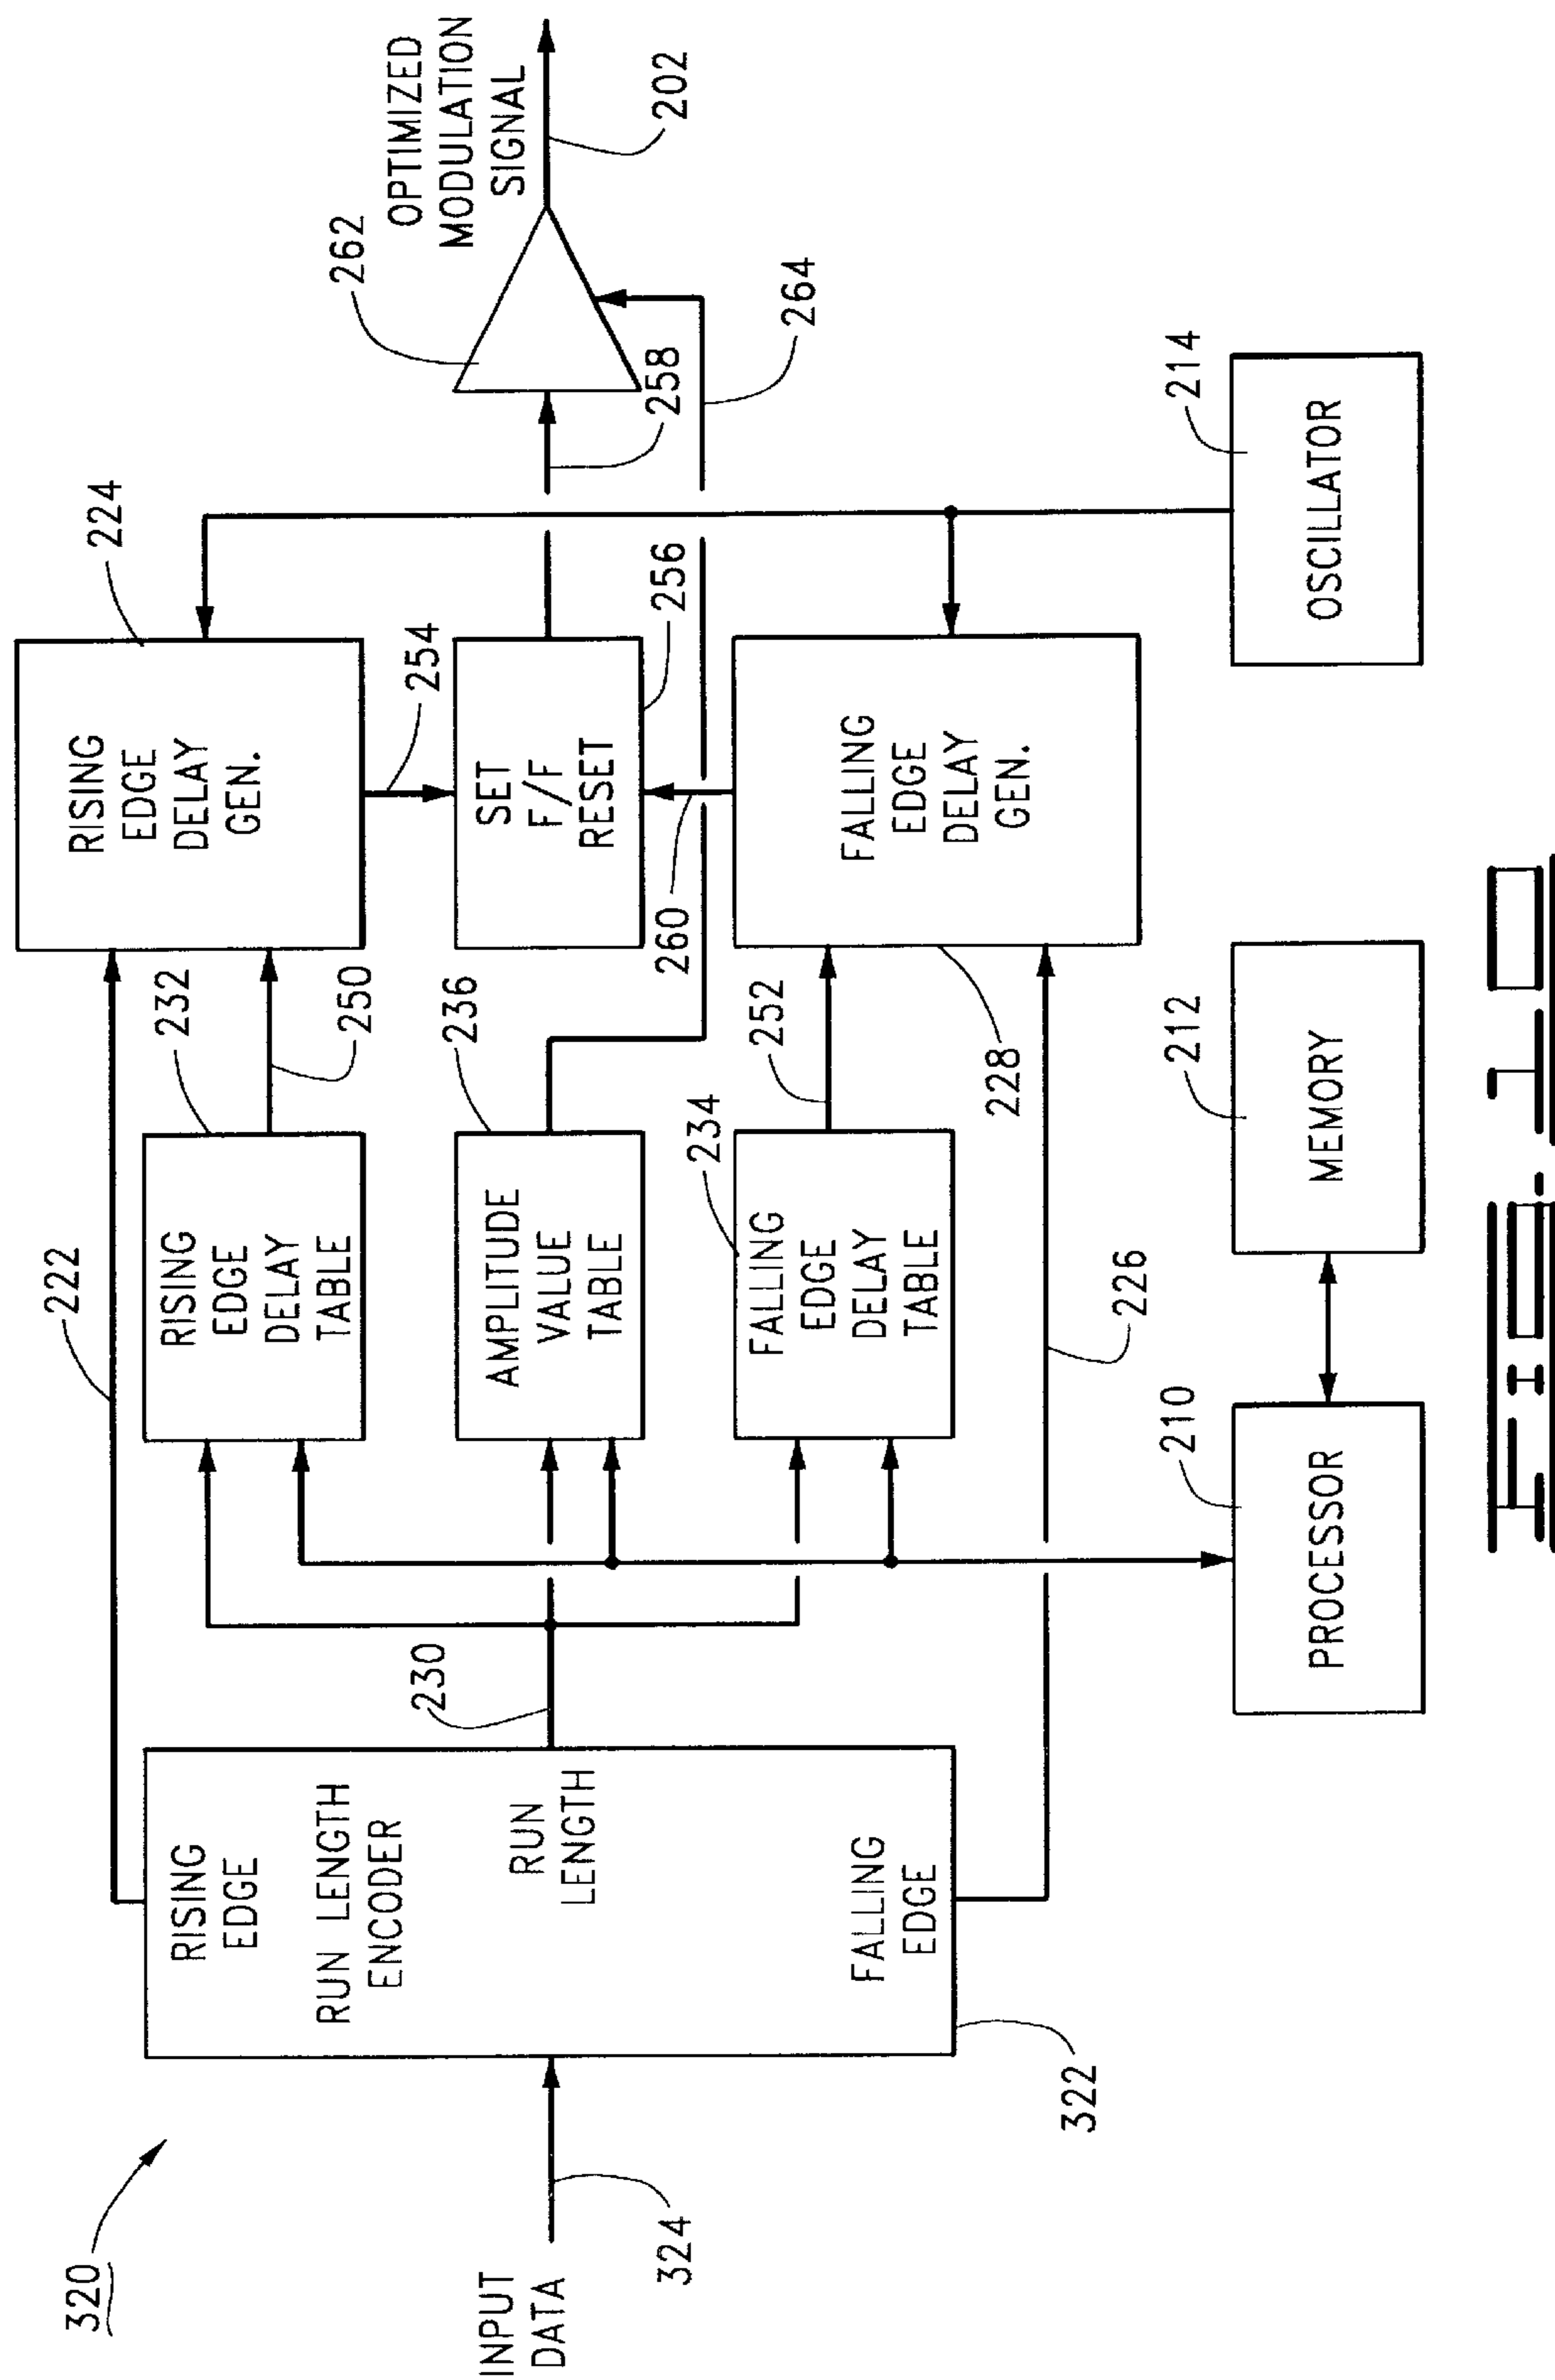 320
INPUT
DATA
324
322
RISING
EDGE
RUN LENGTH
ENCODER
RUN
LENGTH
FALLING
EDGE
222
230
226
RISING
EDGE
DELAY
TABLE
232
AMPLITUDE
VALUE
TABLE
236
FALLING
EDGE
DELAY
TABLE
234
250
252
RISING
EDGE
DELAY
GEN.
224
254
SET
F/F
RESET
256
260
FALLING
EDGE
DELAY
GEN.
228
258
262
264
OPTIMIZED
MODULATION
SIGNAL
202
PROCESSOR
210
MEMORY
212
OSCILLATOR
214